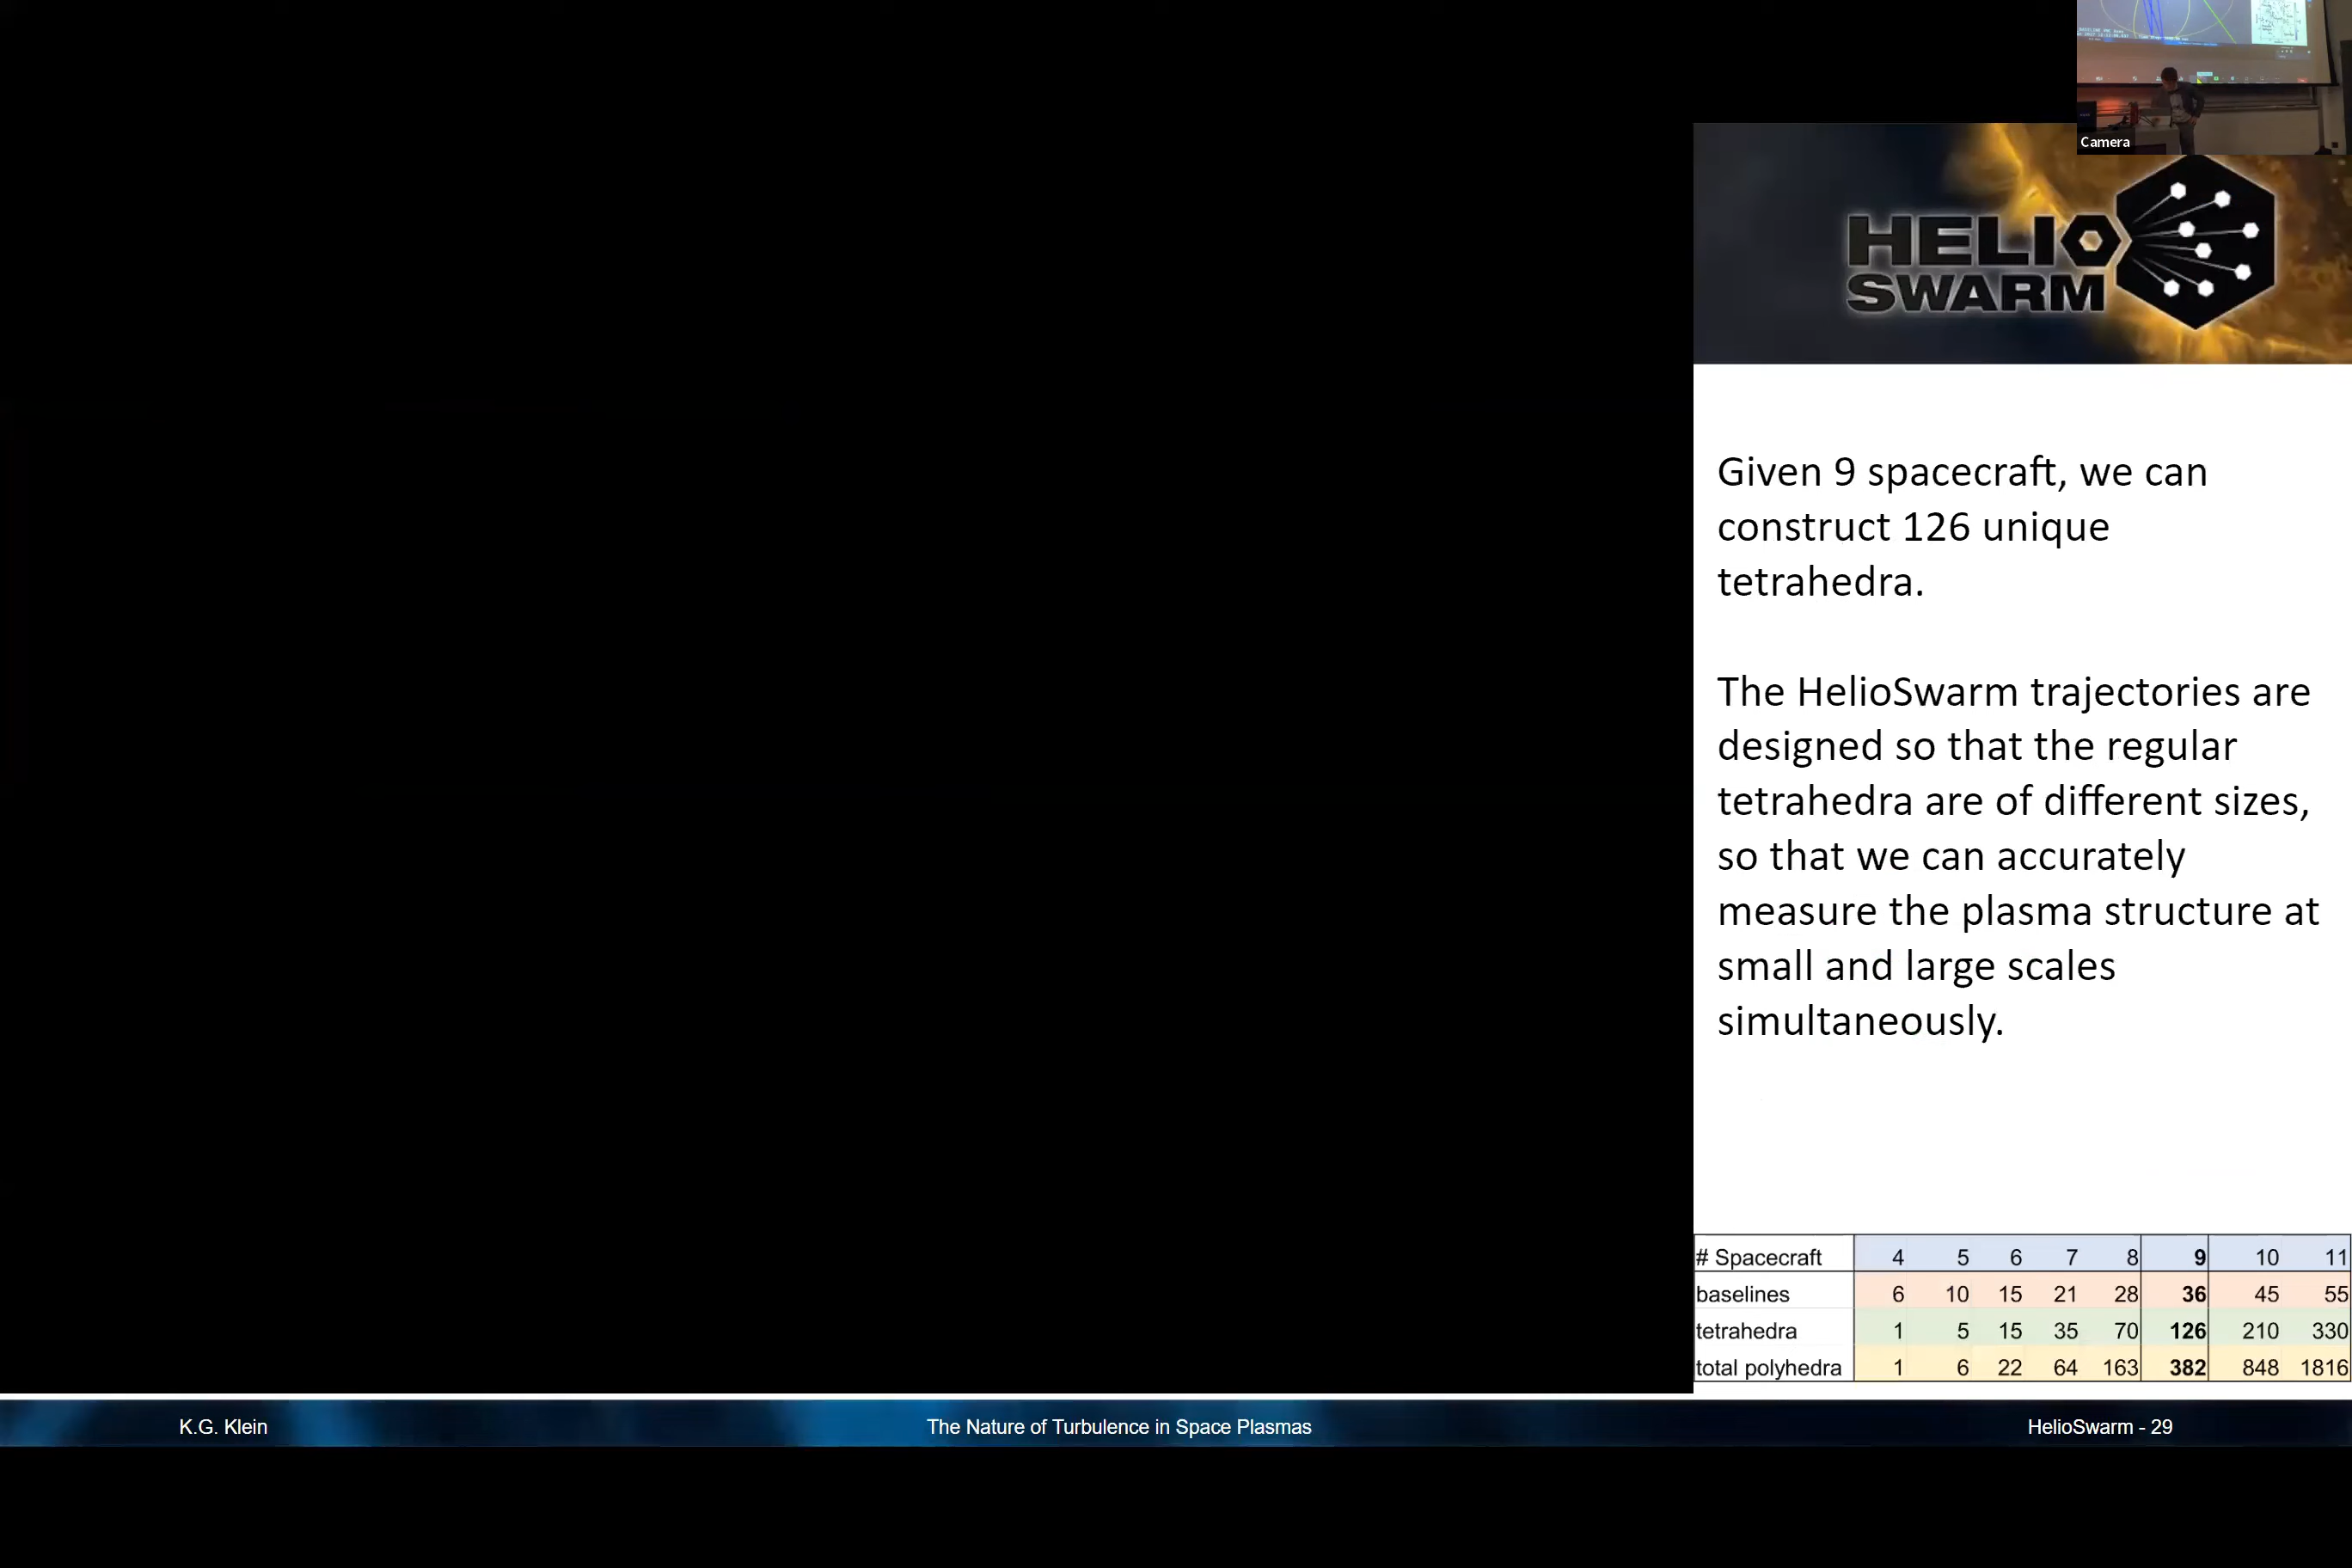 Camera
HELIO
SWARM
Given 9 spacecraft, we can
construct 126 unique
tetrahedra.
The HelioSwarm trajectories are
designed so that the regular
tetrahedra are of different sizes,
so that we can accurately
measure the plasma structure at
small and large scales
simultaneously.
# Spacecraft 4 5 6 7 8 9 10 11
baselines 6 10 15 21 28 36 45 55
tetrahedra 1 5 15 35 70 126 210 330
total polyhedra 1 6 22 64 163 382 848 1816
K.G. Klein The Nature of Turbulence in Space Plasmas HelioSwarm - 29